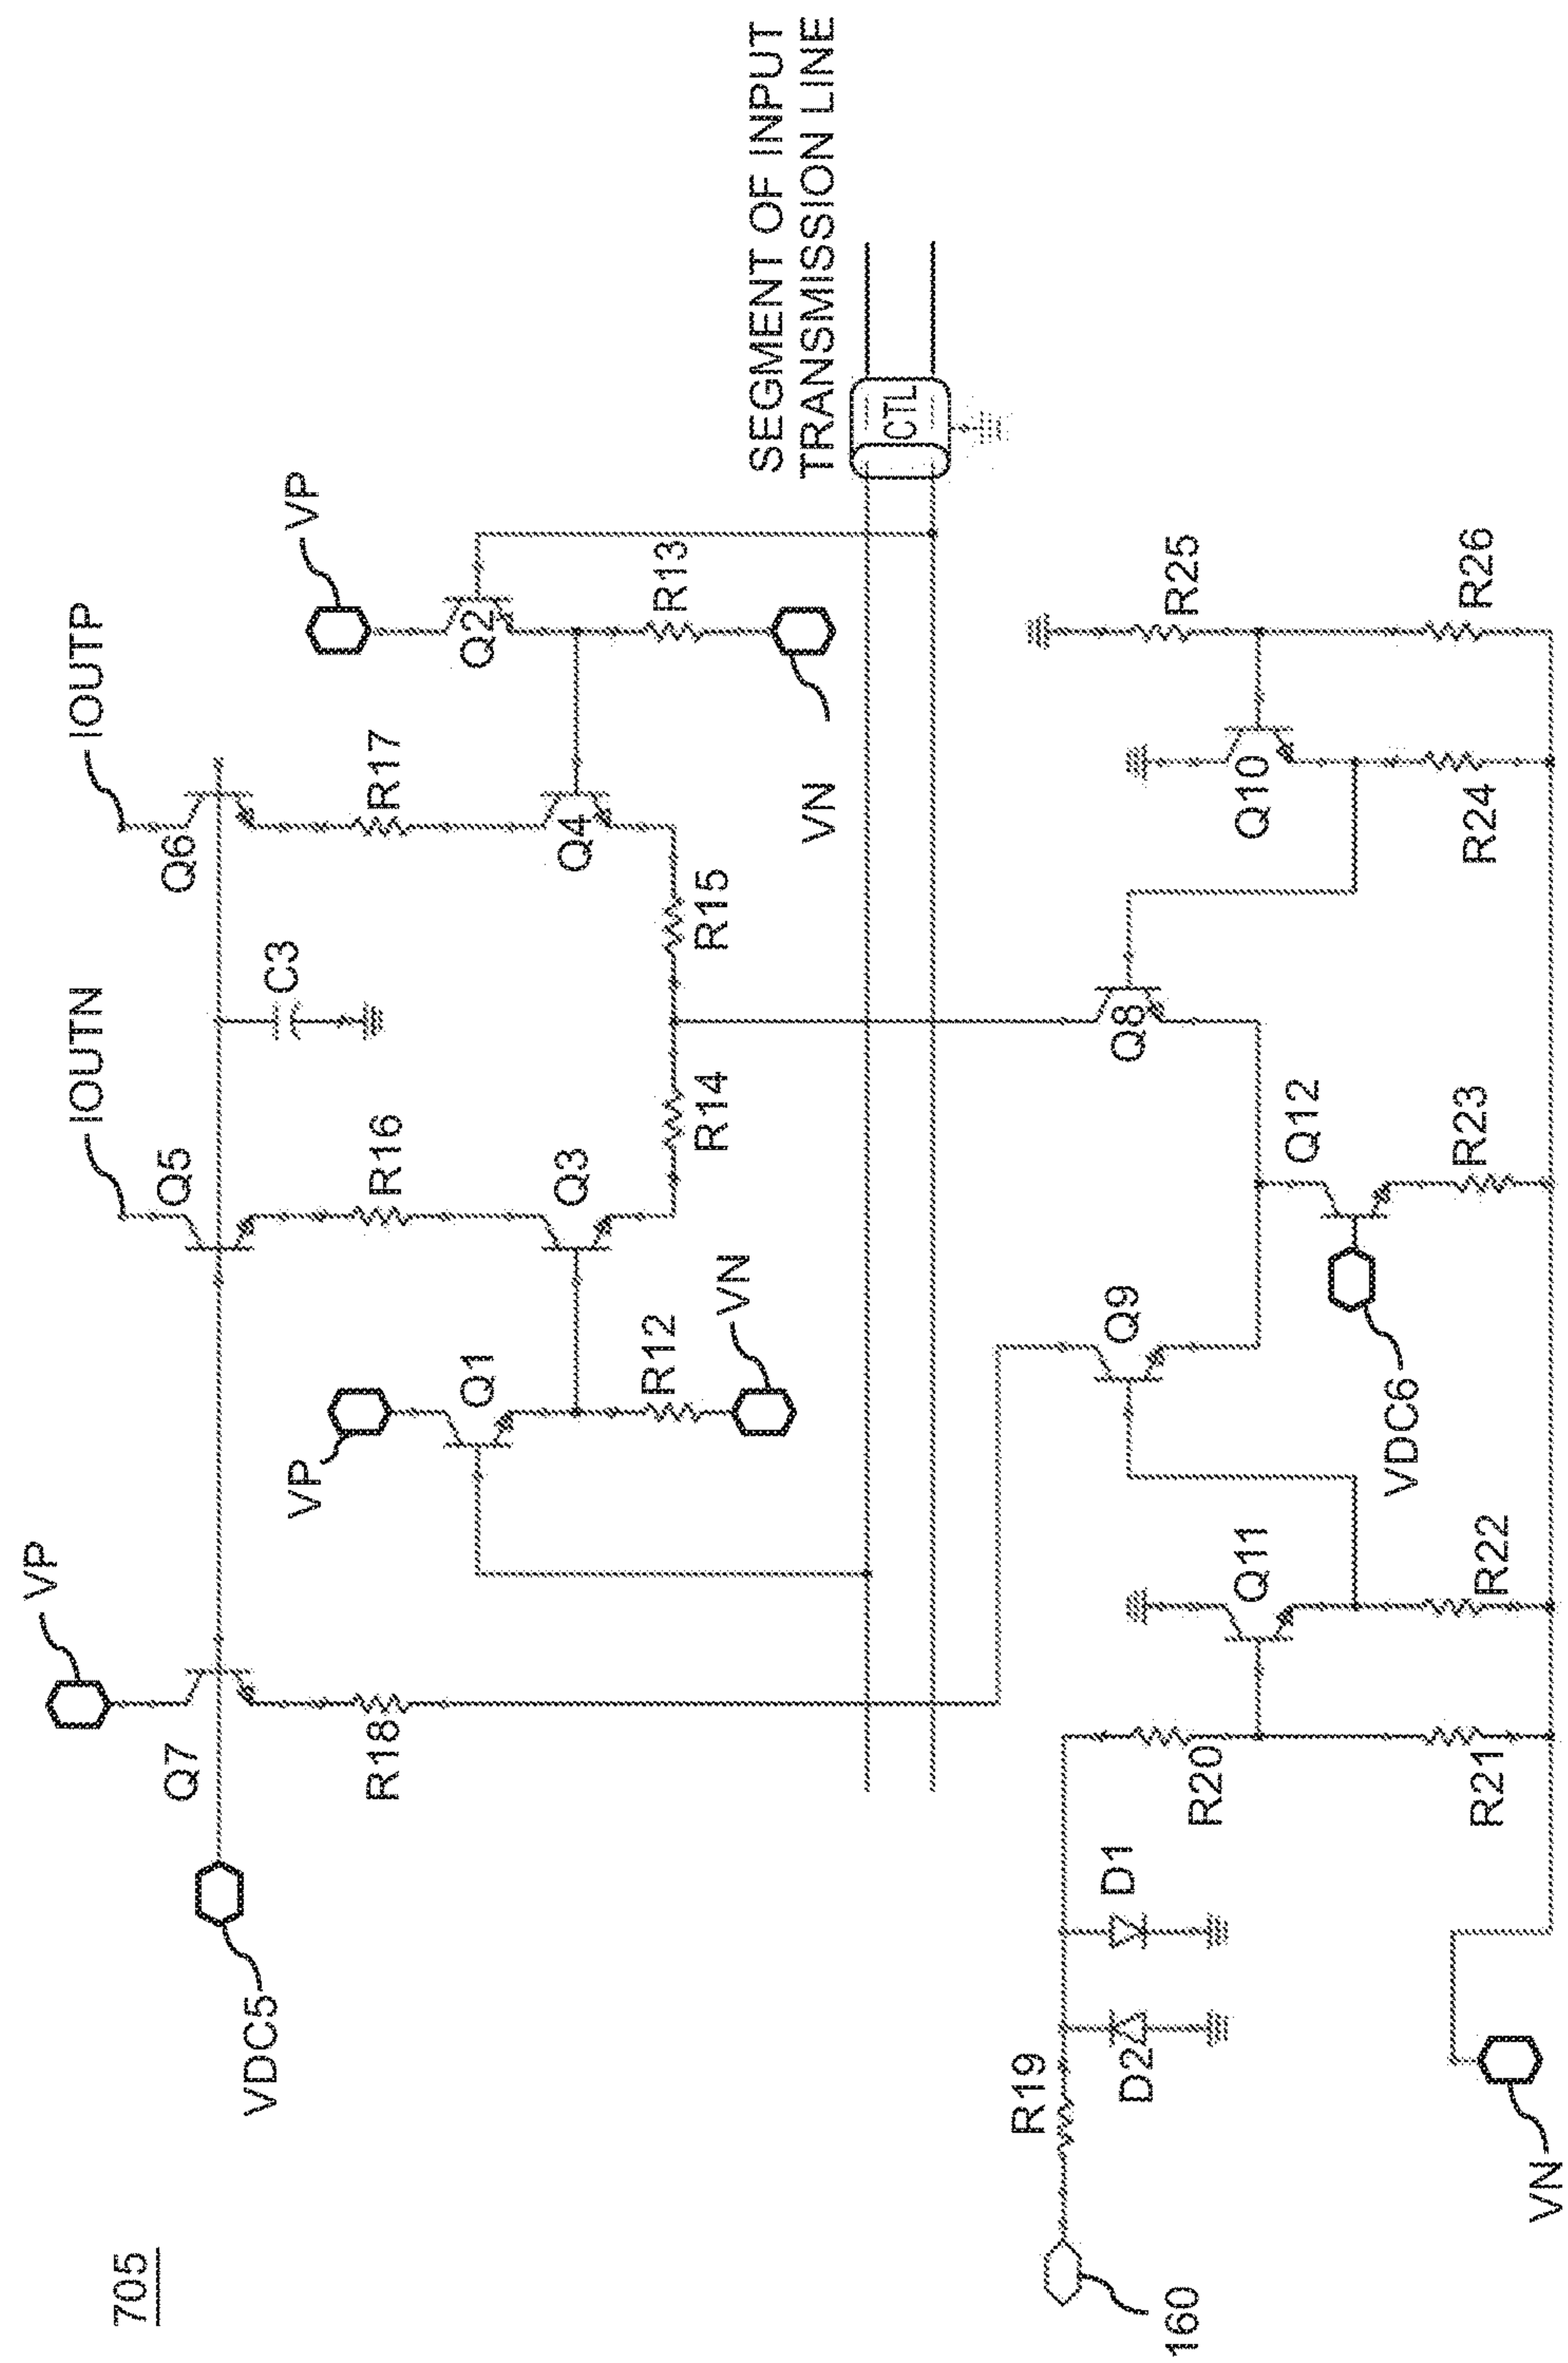 705
VP
VDC5
Q7
R18
IOUTN
Q5
R16
C3
IOUTP
Q6
R17
VP
Q1
R12
VN
Q3
R14
R15
Q4
VP
Q2
R13
VN
SEGMENT OF INPUT
TRANSMISSION LINE
CTL
160
R19
D2
D1
R20
R21
VN
Q11
R22
Q9
VDC6
Q12
R23
Q8
Q10
R24
R25
R26